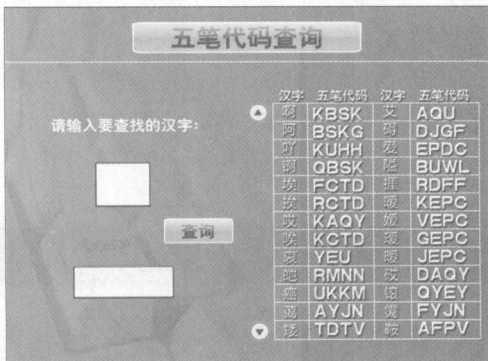 五笔代码查询
请输入要查找的汉字：
查询
汉字 五笔代码 汉字 五笔代码
啊 KBSK 艾 AQU
阿 BSKG 碍 DJGF
吖 KUHH 爱 EPDC
锕 QBSK 隘 BUWL
埃 FCTD 捱 RDFF
挨 RCTD 嗳 KEPC
哎 KAQY 嫒 VEPC
唉 KCTD 瑷 GEPC
哀 YEU 暧 JEPC
皑 RMNN 砹 DAQY
癌 UKKM 锿 QYEY
蔼 AYJN 霭 FYJN
矮 TDTV 鞍 AFPV